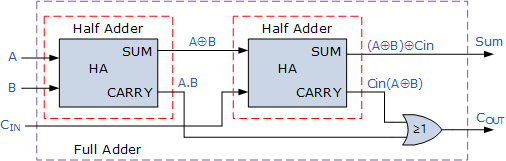 Half Adder
Half Adder
A
SUM
A⊕B
SUM
(A⊕B)⊕Cin
Sum
HA
HA
B
CARRY
A.B
CARRY
Cin(A⊕B)
CIN
≥1
COUT
Full Adder